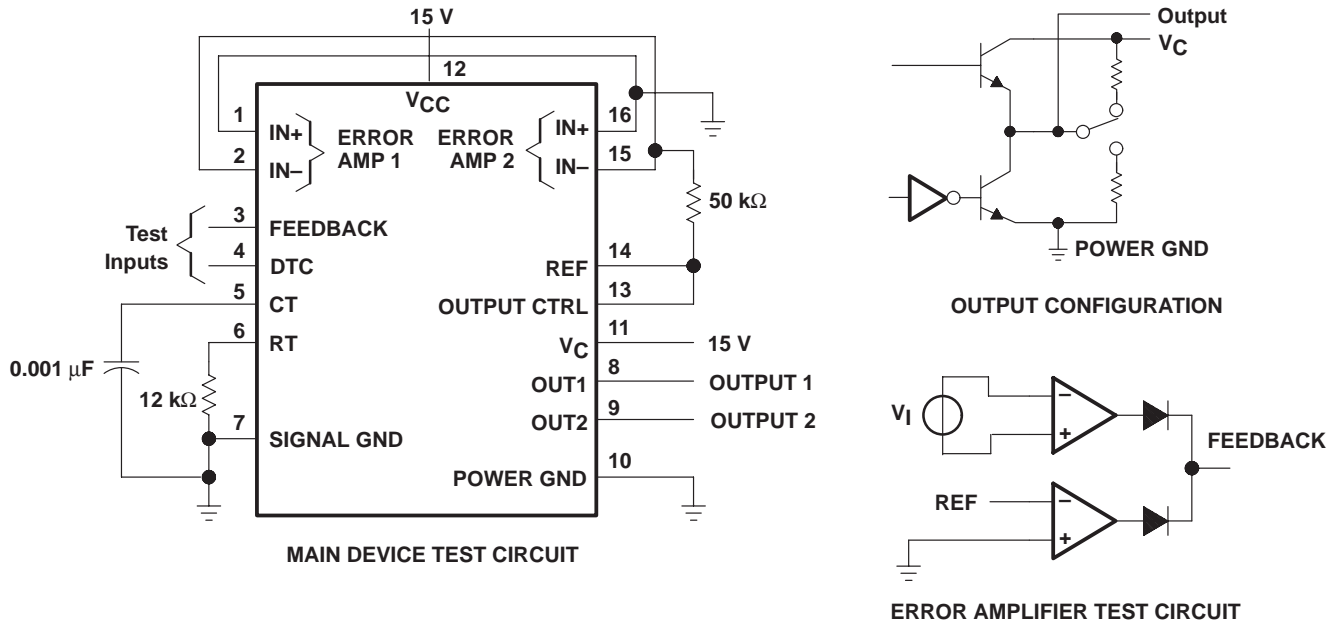 15 V
12
VCC
1
IN+
2
IN–
ERROR
AMP 1
ERROR
AMP 2
IN+
16
IN–
15
50 kΩ
Test
Inputs
3
FEEDBACK
4
DTC
5
CT
6
RT
0.001 μF
12 kΩ
7
SIGNAL GND
REF
14
OUTPUT CTRL
13
VC
11
15 V
OUT1
8
OUTPUT 1
OUT2
9
OUTPUT 2
POWER GND
10
MAIN DEVICE TEST CIRCUIT
Output
VC
POWER GND
OUTPUT CONFIGURATION
VI
–
+
FEEDBACK
REF
–
+
ERROR AMPLIFIER TEST CIRCUIT